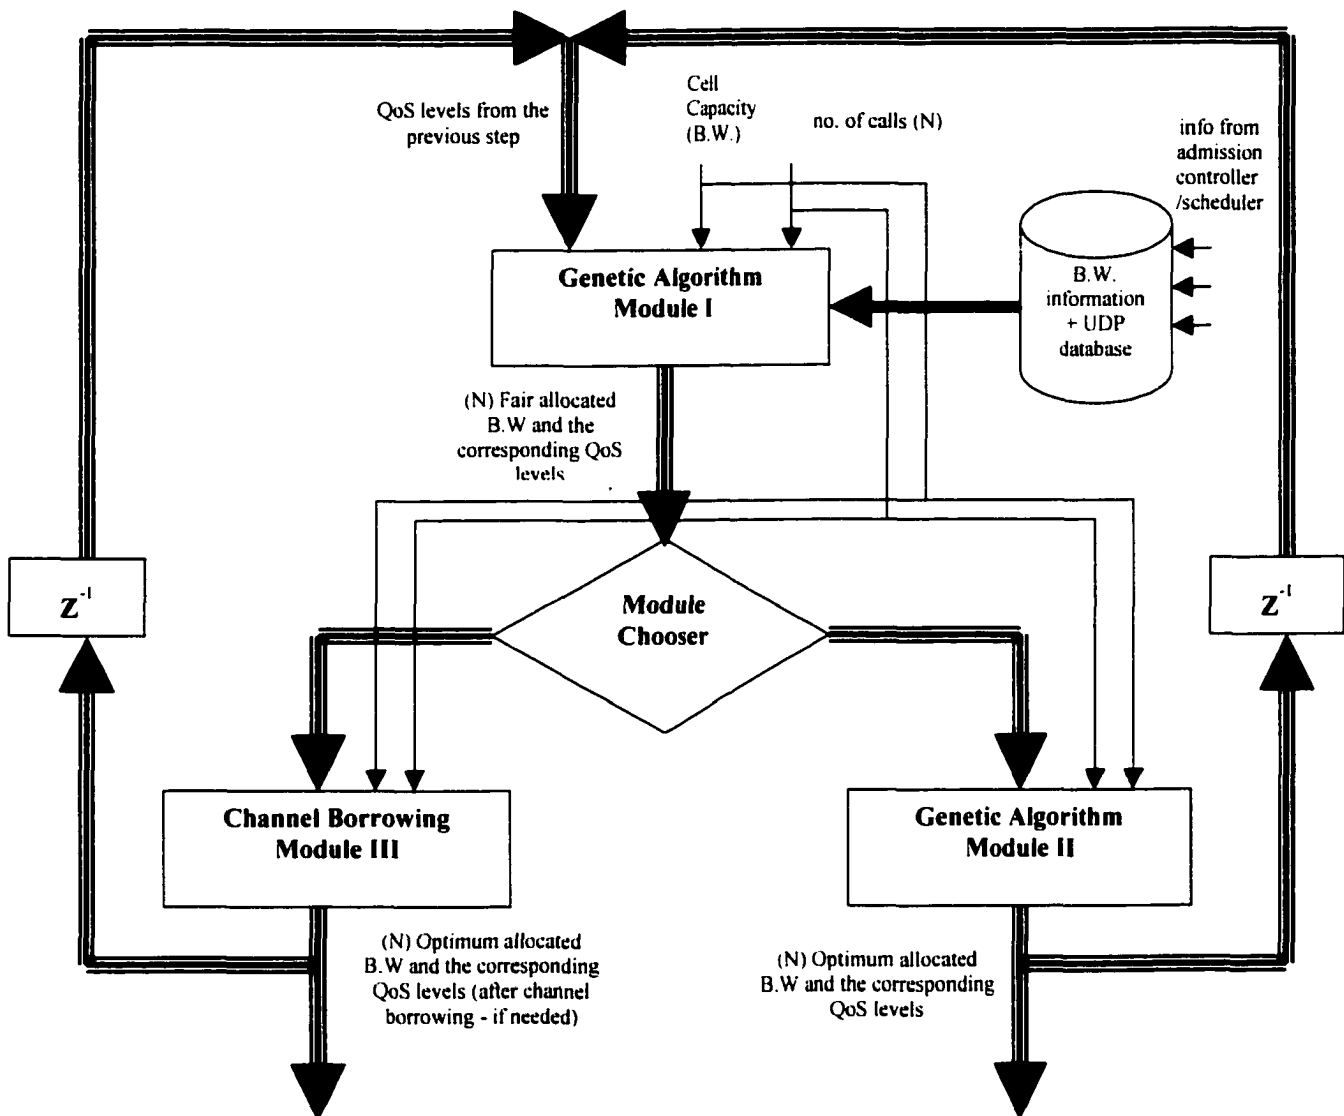 QoS levels from the
previous step
Cell
Capacity
(B.W.)
no. of calls (N)
info from
admission
controller
/scheduler
Genetic Algorithm
Module I
B.W.
information
+ UDP
database
(N) Fair allocated
B.W and the
corresponding QoS
levels
Z⁻¹
Module
Chooser
Z⁻¹
Channel Borrowing
Module III
Genetic Algorithm
Module II
(N) Optimum allocated
B.W and the corresponding
QoS levels (after channel
borrowing - if needed)
(N) Optimum allocated
B.W and the corresponding
QoS levels